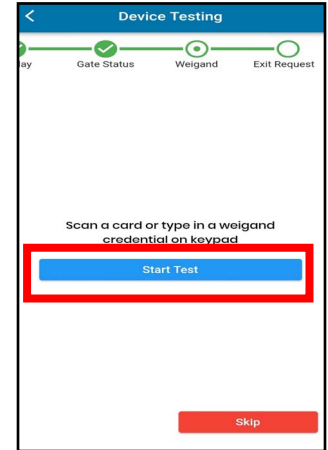 Device Testing
lay Gate Status Weigand Exit Request
Scan a card or type in a weigand
credential on keypad
Start Test
Skip